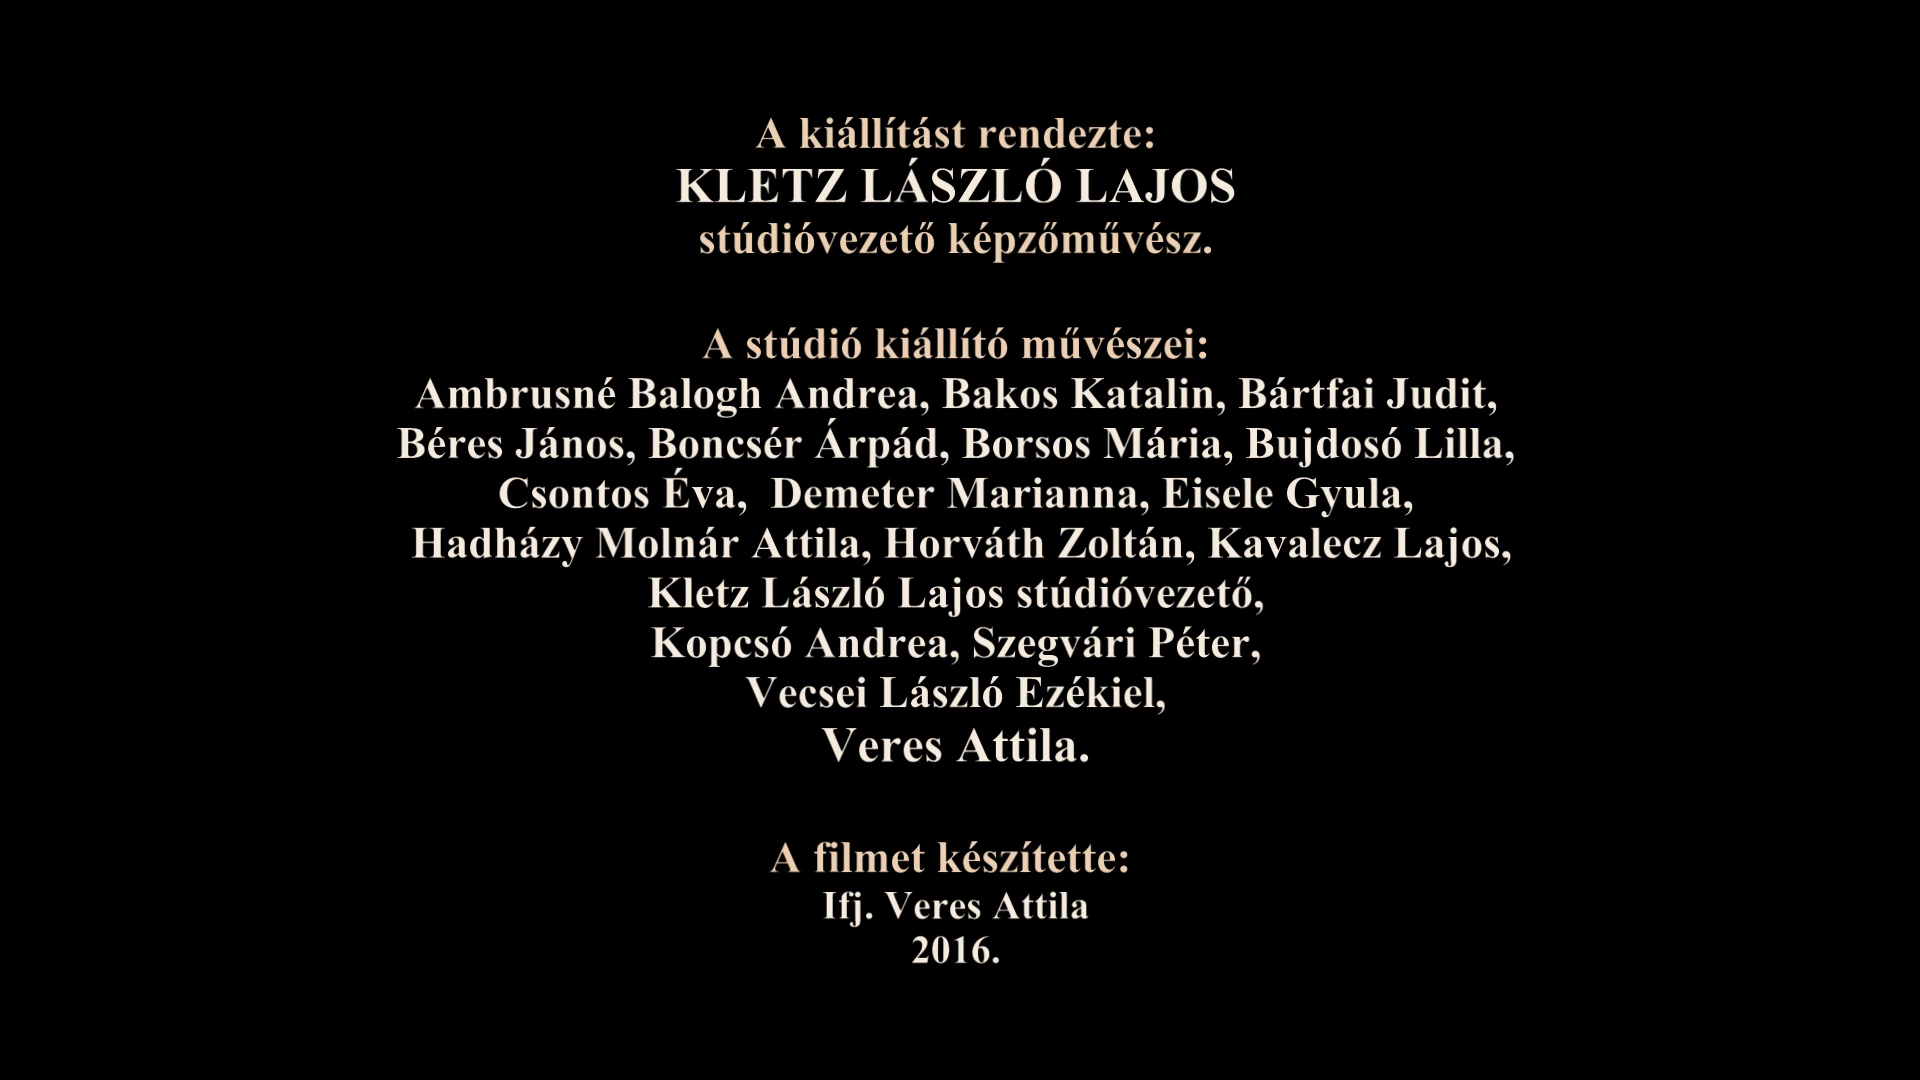 A kiállítást rendezte:
KLETZ LÁSZLÓ LAJOS
stúdióvezető képzőművész.
A stúdió kiállító művészei:
Ambrusné Balogh Andrea, Bakos Katalin, Bártfai Judit,
Béres János, Boncsér Árpád, Borsos Mária, Bujdosó Lilla,
Csontos Éva,  Demeter Marianna, Eisele Gyula,
Hadházy Molnár Attila, Horváth Zoltán, Kavalecz Lajos,
Kletz László Lajos stúdióvezető,
Kopcsó Andrea, Szegvári Péter,
Vecsei László Ezékiel,
Veres Attila.
A filmet készítette:
Ifj. Veres Attila
2016.